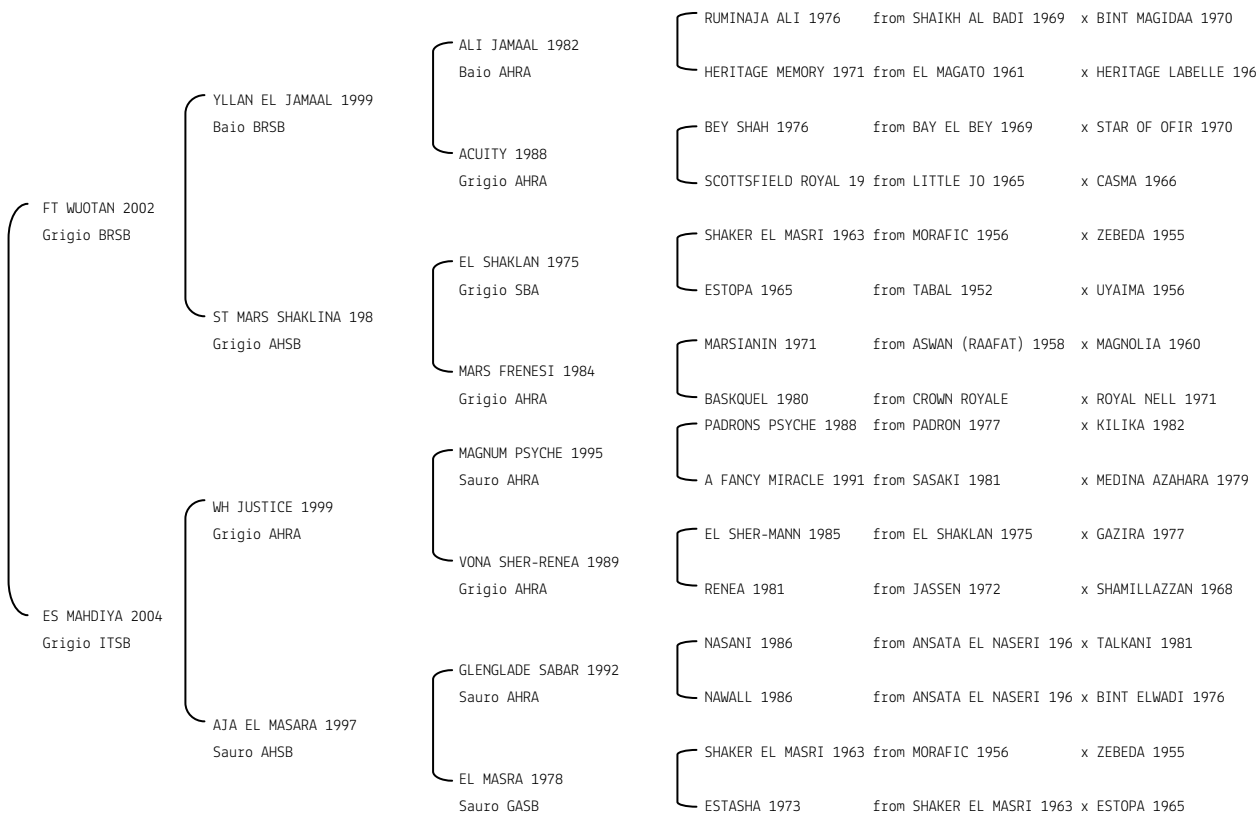 RUMINAJA ALI 1976 from SHAIKH AL BADI 1969 x BINT MAGIDAA 1970
ALI JAMAAL 1982
Baio AHRA
HERITAGE MEMORY 1971 from EL MAGATO 1961 x HERITAGE LABELLE 196
YLLAN EL JAMAAL 1999
Baio BRSB
BEY SHAH 1976 from BAY EL BEY 1969 x STAR OF OFIR 1970
ACUITY 1988
Grigio AHRA
SCOTTSFIELD ROYAL 19 from LITTLE JO 1965 x CASMA 1966
FT WUOTAN 2002
Grigio BRSB
SHAKER EL MASRI 1963 from MORAFIC 1956 x ZEBEDA 1955
EL SHAKLAN 1975
Grigio SBA
ESTOPA 1965 from TABAL 1952 x UYAIMA 1956
ST MARS SHAKLINA 198
Grigio AHSB
MARSIANIN 1971 from ASWAN (RAAFAT) 1958 x MAGNOLIA 1960
MARS FRENESI 1984
Grigio AHRA
BASKQUEL 1980 from CROWN ROYALE x ROYAL NELL 1971
PADRONS PSYCHE 1988 from PADRON 1977 x KILIKA 1982
MAGNUM PSYCHE 1995
Sauro AHRA
A FANCY MIRACLE 1991 from SASAKI 1981 x MEDINA AZAHARA 1979
WH JUSTICE 1999
Grigio AHRA
EL SHER-MANN 1985 from EL SHAKLAN 1975 x GAZIRA 1977
VONA SHER-RENEA 1989
Grigio AHRA
RENEA 1981 from JASSEN 1972 x SHAMILLAZZAN 1968
ES MAHDIYA 2004
Grigio ITSB
NASANI 1986 from ANSATA EL NASERI 196 x TALKANI 1981
GLENGLADE SABAR 1992
Sauro AHRA
NAWALL 1986 from ANSATA EL NASERI 196 x BINT ELWADI 1976
AJA EL MASARA 1997
Sauro AHSB
SHAKER EL MASRI 1963 from MORAFIC 1956 x ZEBEDA 1955
EL MASRA 1978
Sauro GASB
ESTASHA 1973 from SHAKER EL MASRI 1963 x ESTOPA 1965